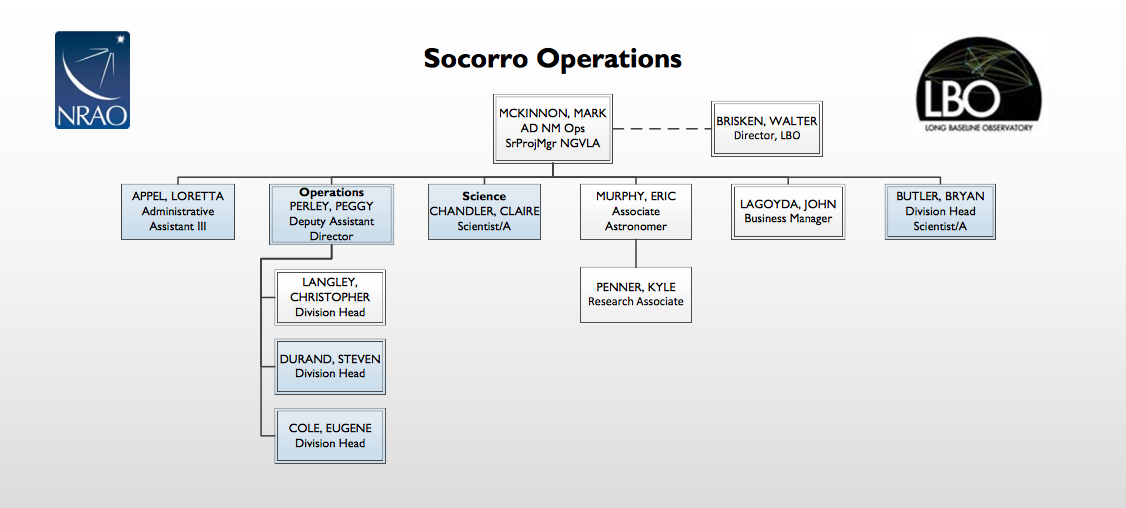 Socorro Operations
NRAO
LBO
LONG BASELINE OBSERVATORY
MCKINNON, MARK
AD NM Ops
SrProjMgr NGVLA
BRISKEN, WALTER
Director, LBO
APPEL, LORETTA
Administrative
Assistant III
Operations
PERLEY, PEGGY
Deputy Assistant
Director
Science
CHANDLER, CLAIRE
Scientist/A
MURPHY, ERIC
Associate
Astronomer
LAGOYDA, JOHN
Business Manager
BUTLER, BRYAN
Division Head
Scientist/A
LANGLEY,
CHRISTOPHER
Division Head
PENNER, KYLE
Research Associate
DURAND, STEVEN
Division Head
COLE, EUGENE
Division Head